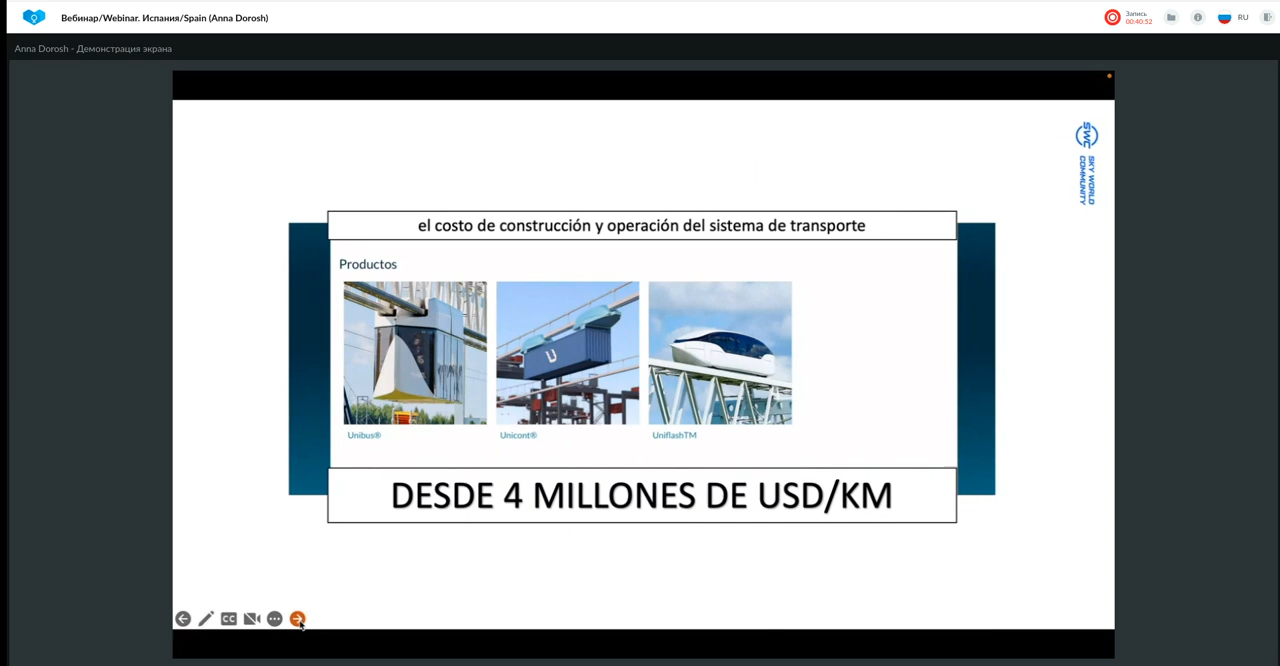 Вебинар/Webinar. Испания/Spain (Anna Dorosh)
Запись
00:40:52
RU
Anna Dorosh - Демонстрация экрана
SWC
SKY WORLD
COMMUNITY
el costo de construcción y operación del sistema de transporte
Productos
U
Unibus®
Unicont®
UniflashTM
DESDE 4 MILLONES DE USD/KM
CC